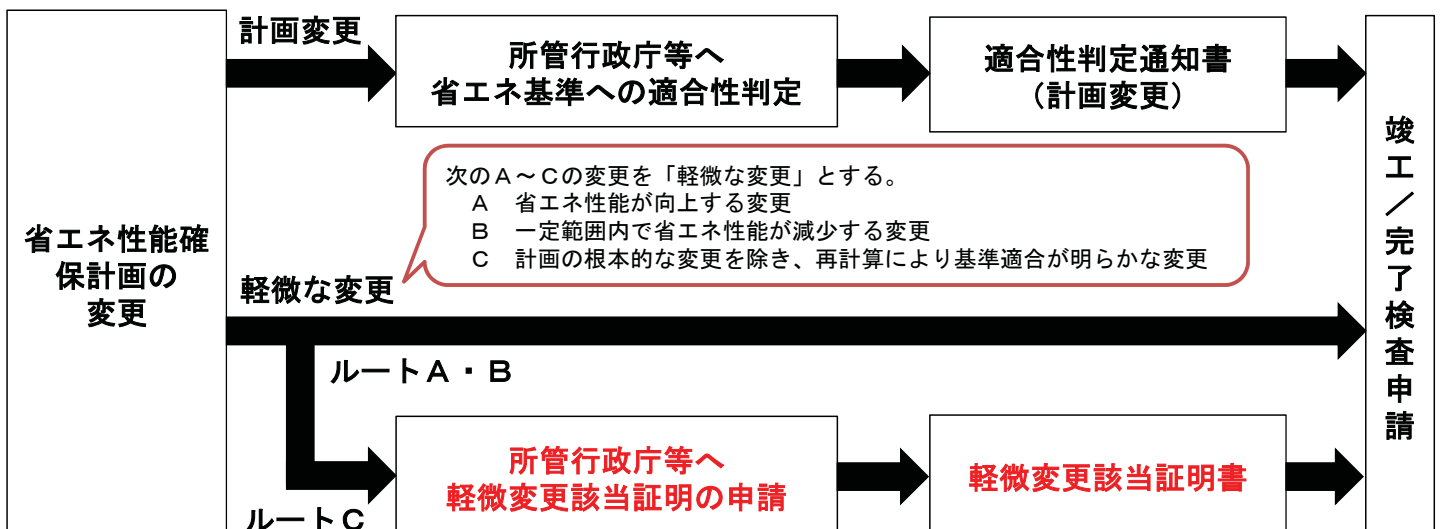 省エネ性能確
保計画の
変更
計画変更
所管行政庁等へ
省エネ基準への適合性判定
適合性判定通知書
（計画変更）
次のＡ～Ｃの変更を「軽微な変更」とする。
Ａ　省エネ性能が向上する変更
Ｂ　一定範囲内で省エネ性能が減少する変更
Ｃ　計画の根本的な変更を除き、再計算により基準適合が明らかな変更
軽微な変更
ルートＡ・Ｂ
所管行政庁等へ
軽微変更該当証明の申請
軽微変更該当証明書
ルートＣ
竣工／完了検査申請